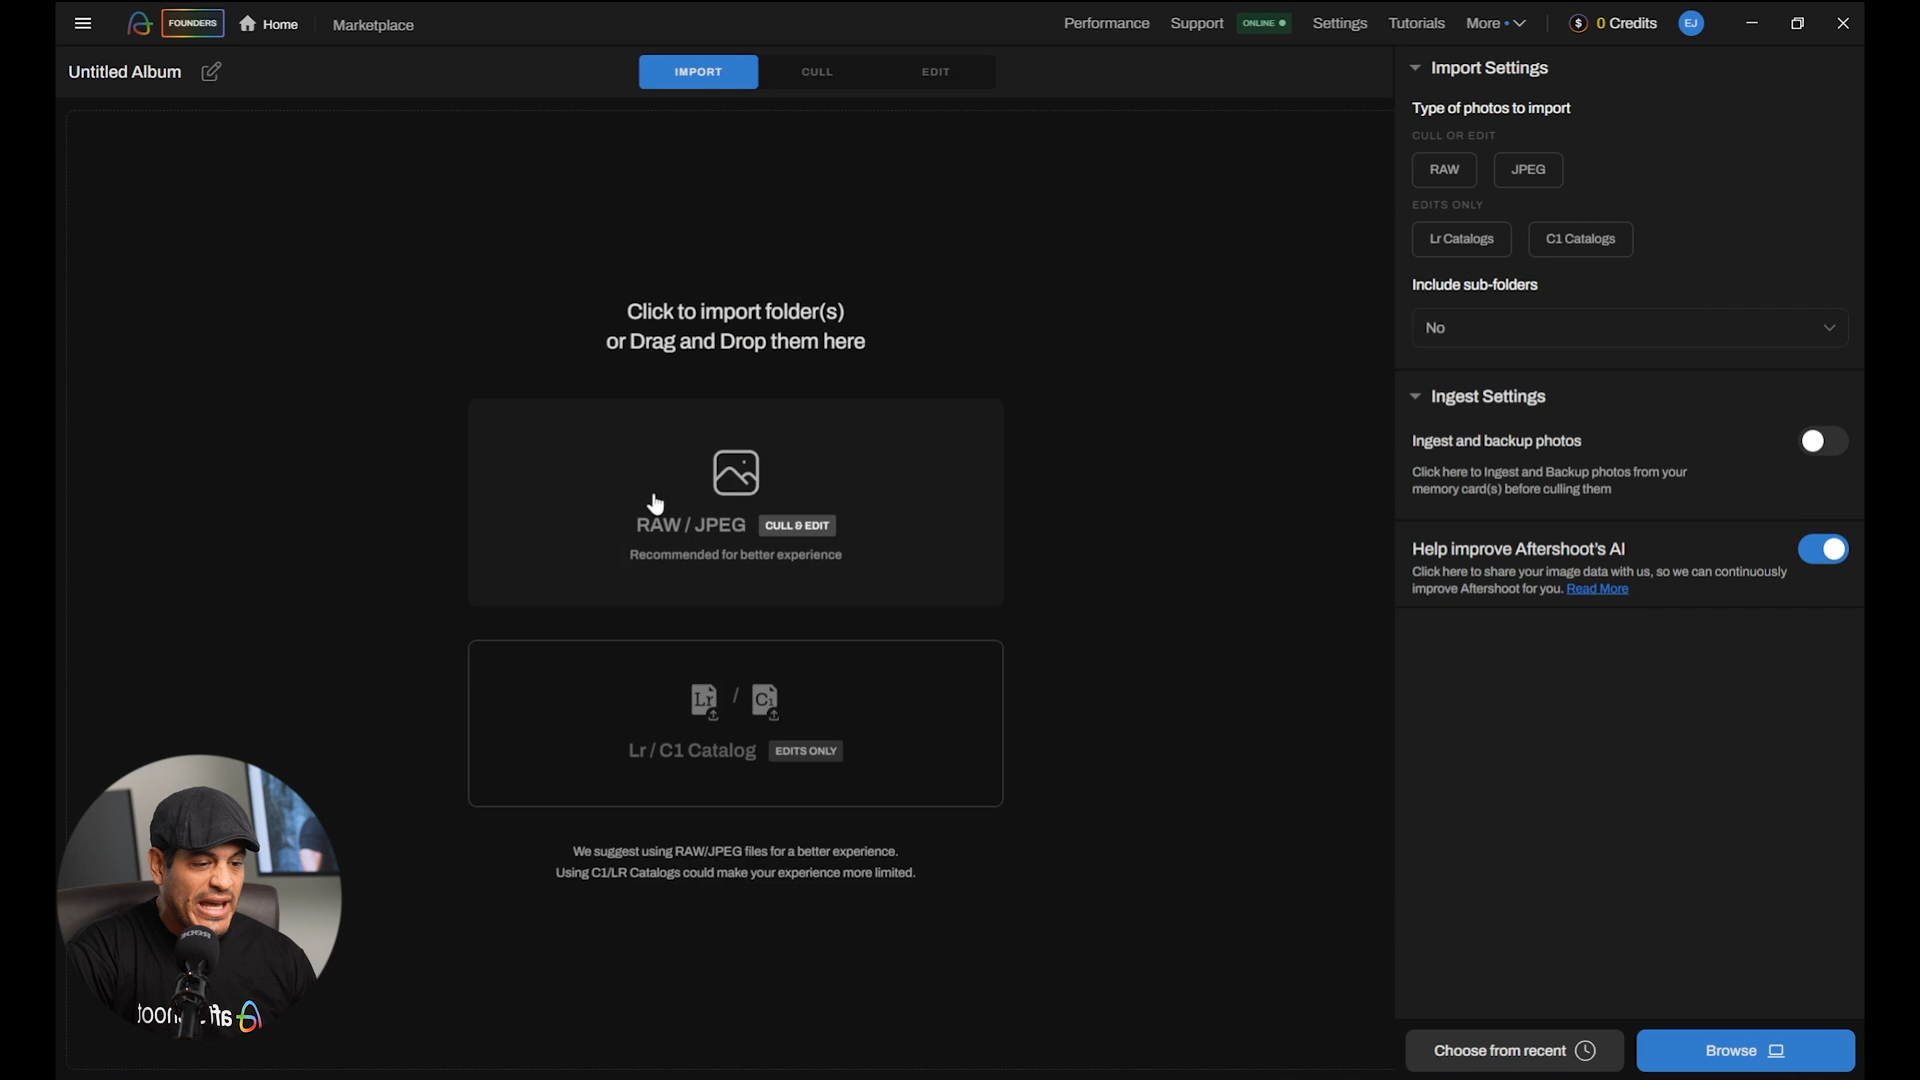 FOUNDERS
Home
Marketplace
Performance
Support
ONLINE
Settings
Tutorials
More
$
0 Credits
EJ
Untitled Album
IMPORT
CULL
EDIT
Import Settings
Type of photos to import
CULL OR EDIT
RAW
JPEG
EDITS ONLY
Lr Catalogs
C1 Catalogs
Include sub-folders
No
Ingest Settings
Ingest and backup photos
Click here to Ingest and Backup photos from your
memory card(s) before culling them
Help improve Aftershoot's AI
Click here to share your image data with us, so we can continuously
improve Aftershoot for you. Read More
Click to import folder(s)
or Drag and Drop them here
RAW / JPEG CULL & EDIT
Recommended for better experience
Lr / C1
Lr / C1 Catalog EDITS ONLY
We suggest using RAW/JPEG files for a better experience.
Using C1/LR Catalogs could make your experience more limited.
RODE
Choose from recent
Browse